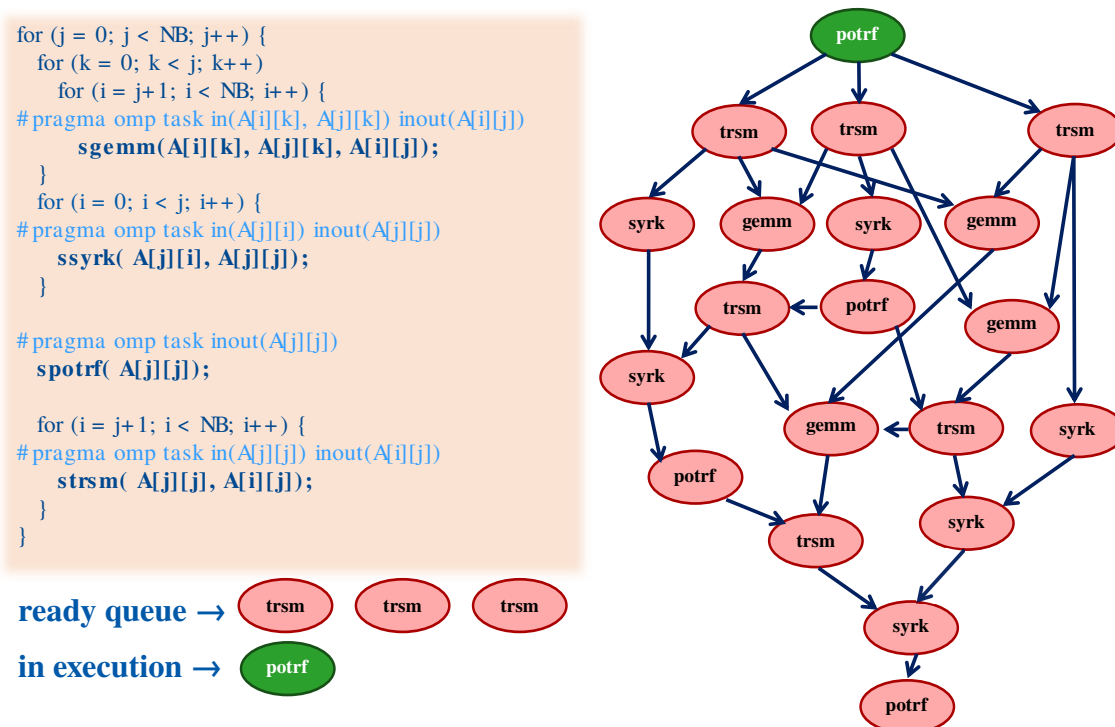 for (j = 0; j < NB; j++) {
for (k = 0; k < j; k++)
for (i = j+1; i < NB; i++) {
#pragma omp task in(A[i][k], A[j][k]) inout(A[i][j])
sgemm(A[i][k], A[j][k], A[i][j]);
}
for (i = 0; i < j; i++) {
#pragma omp task in(A[j][i]) inout(A[j][j])
ssyrk( A[j][i], A[j][j]);
}
#pragma omp task inout(A[j][j])
spotrf( A[j][j]);
for (i = j+1; i < NB; i++) {
#pragma omp task in(A[j][j]) inout(A[i][j])
strsm( A[j][j], A[i][j]);
}
}
ready queue → trsm trsm trsm
in execution → potrf
potrf
trsm trsm trsm
syrk gemm syrk gemm
trsm potrf gemm
syrk
gemm trsm syrk
potrf
syrk
trsm
syrk
potrf